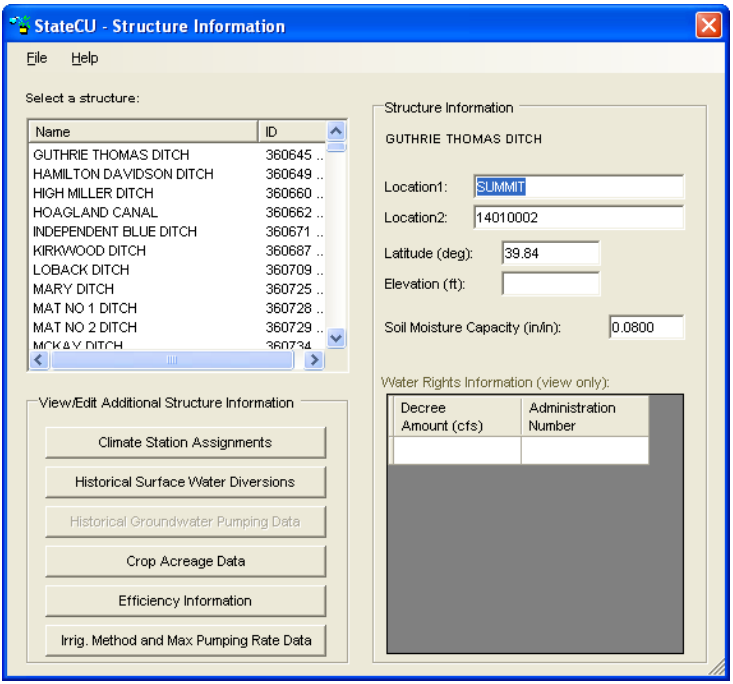 StateCU - Structure Information
File Help
Select a structure:
Name ID
GUTHRIE THOMAS DITCH 360645 ..
HAMILTON DAVIDSON DITCH 360649 ..
HIGH MILLER DITCH 360660 ..
HOAGLAND CANAL 360662 ..
INDEPENDENT BLUE DITCH 360671 ..
KIRKWOOD DITCH 360687 ..
LOBACK DITCH 360709 ..
MARY DITCH 360725 ..
MAT NO 1 DITCH 360728 ..
MAT NO 2 DITCH 360729 ..
MCKAY DITCH 360734
View/Edit Additional Structure Information
Climate Station Assignments
Historical Surface Water Diversions
Historical Groundwater Pumping Data
Crop Acreage Data
Efficiency Information
Irrig. Method and Max Pumping Rate Data
Structure Information
GUTHRIE THOMAS DITCH
Location1: SUMMIT
Location2: 14010002
Latitude (deg): 39.84
Elevation (ft):
Soil Moisture Capacity (in/in): 0.0800
Water Rights Information (view only):
Decree Administration
Amount (cfs) Number